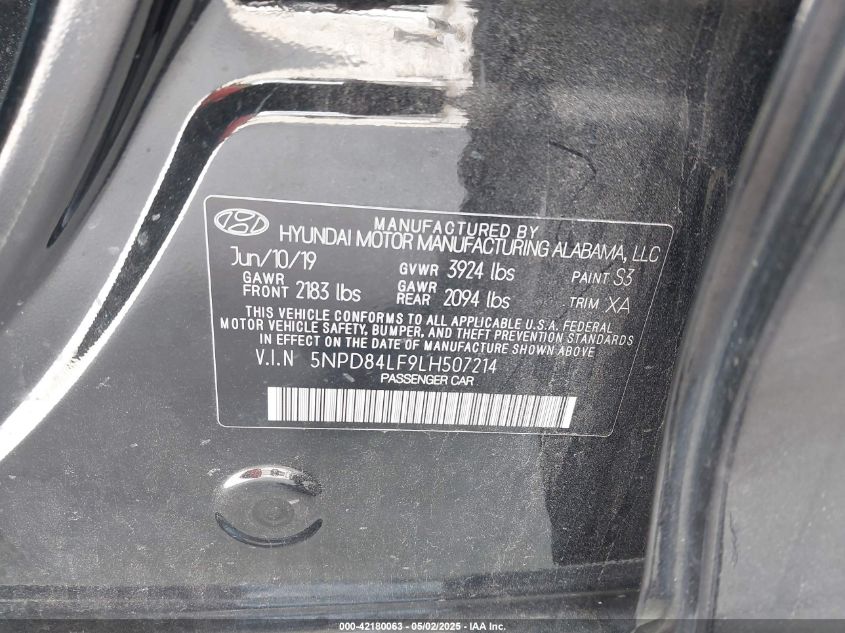 MANUFACTURED BY
HYUNDAI MOTOR MANUFACTURING ALABAMA, LLC
Jun/10/19 GVWR 3924 lbs PAINT S3
GAWR FRONT 2183 lbs GAWR REAR 2094 lbs TRIM XA
THIS VEHICLE CONFORMS TO ALL APPLICABLE U.S.A. FEDERAL
MOTOR VEHICLE SAFETY, BUMPER, AND THEFT PREVENTION STANDARDS
IN EFFECT ON THE DATE OF MANUFACTURE SHOWN ABOVE
V.I.N 5NPD84LF9LH507214
PASSENGER CAR
000-42180063 - 05/02/2025 - IAA Inc.